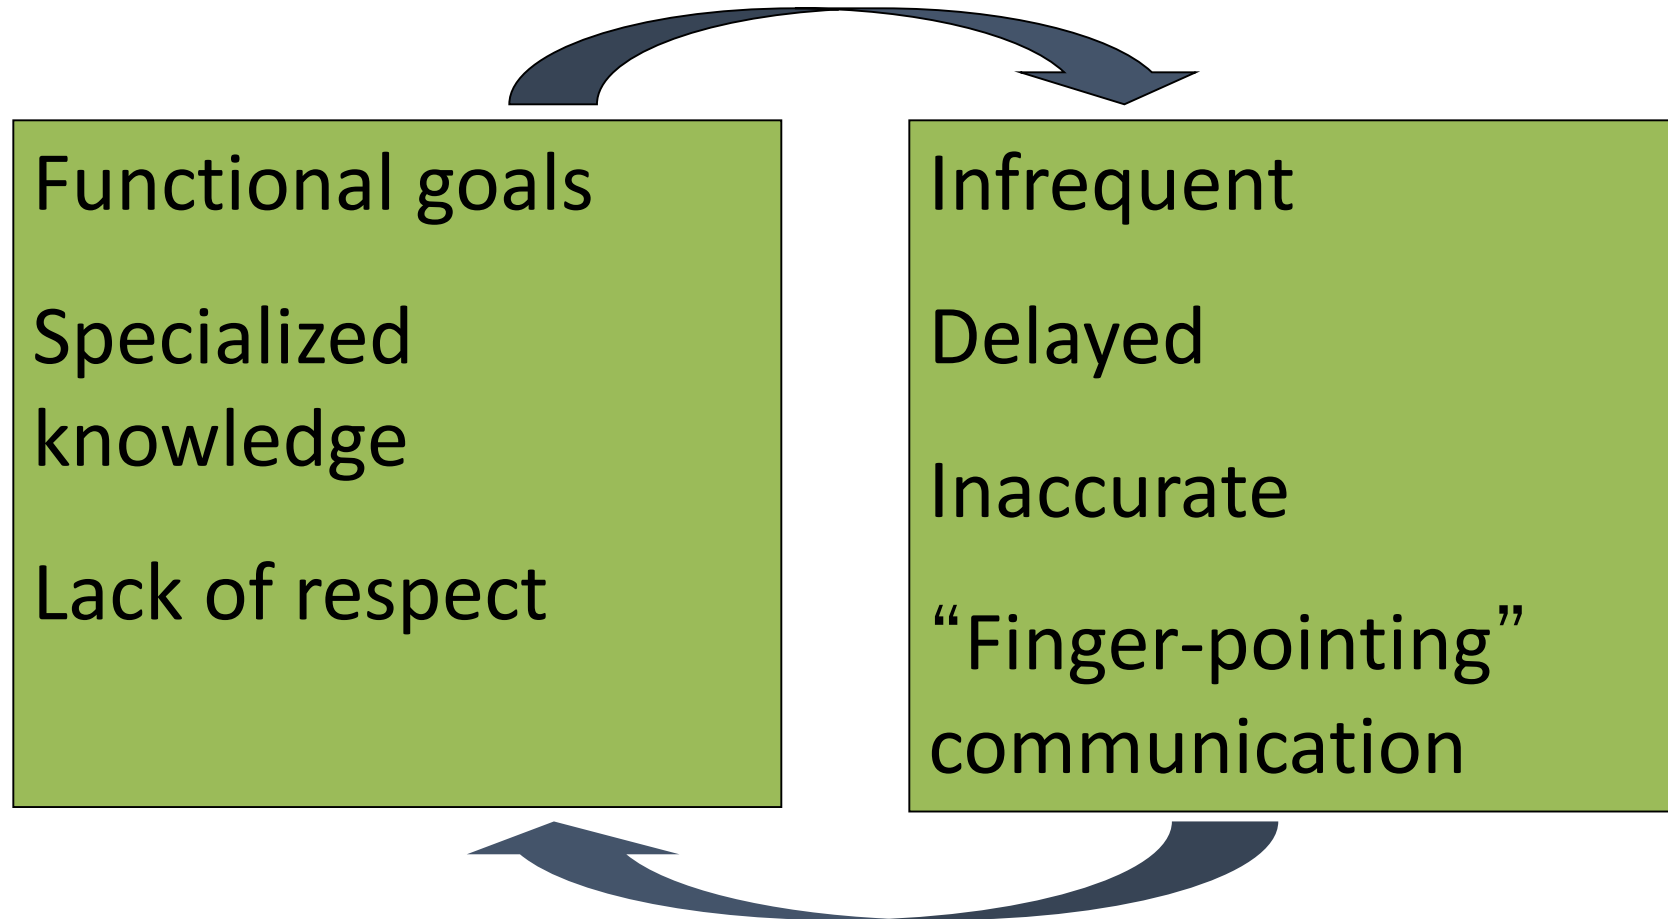 Functional goals
Specialized
knowledge
Lack of respect
Infrequent
Delayed
Inaccurate
“Finger-pointing”
communication